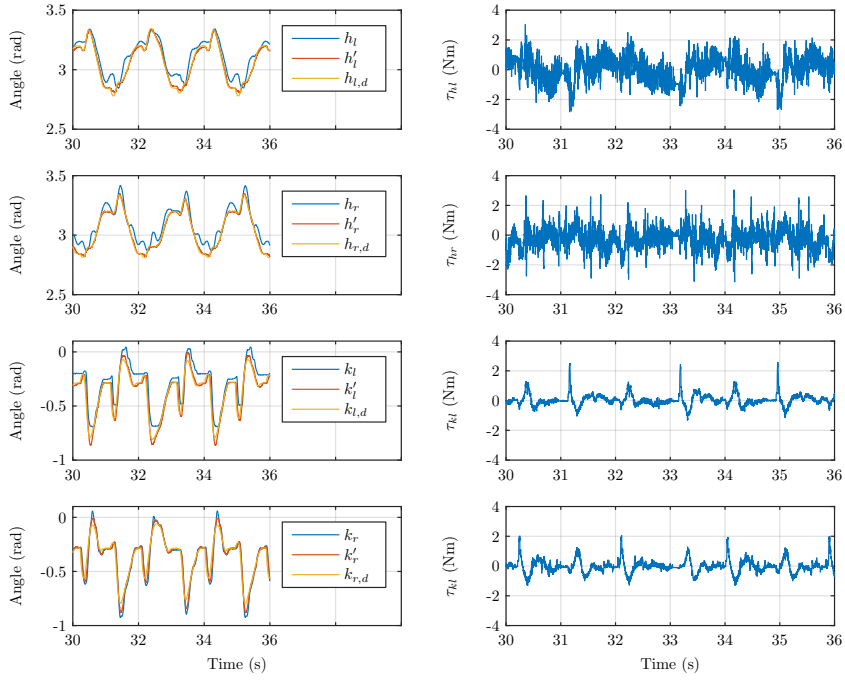 3.5
3
2.5
Angle (rad)
30 32 34 36
h_l
h'_l
h_{l,d}
4
2
0
-2
-4
τ_{hl} (Nm)
30 31 32 33 34 35 36
3.5
3
2.5
Angle (rad)
30 32 34 36
h_r
h'_r
h_{r,d}
4
2
0
-2
-4
τ_{hr} (Nm)
30 31 32 33 34 35 36
0
-0.5
-1
Angle (rad)
30 32 34 36
k_l
k'_l
k_{l,d}
4
2
0
-2
-4
τ_{kl} (Nm)
30 31 32 33 34 35 36
0
-0.5
-1
Angle (rad)
30 32 34 36
k_r
k'_r
k_{r,d}
Time (s)
4
2
0
-2
-4
τ_{kl} (Nm)
30 31 32 33 34 35 36
Time (s)